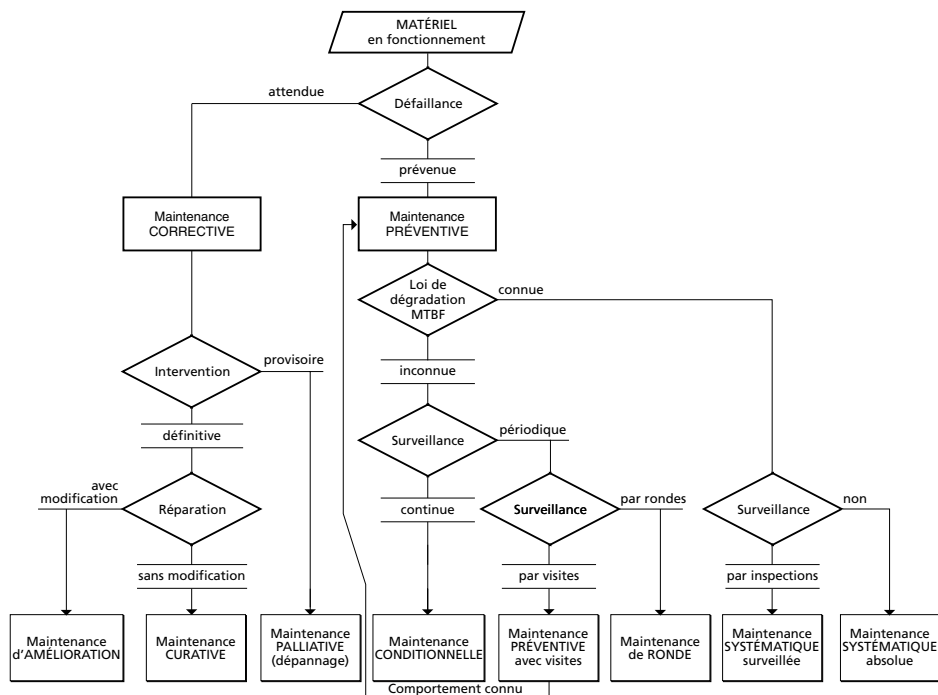 MATÉRIEL
en fonctionnement
attendue
Défaillance
prévenue
Maintenance
CORRECTIVE
Maintenance
PRÉVENTIVE
Loi de
dégradation
MTBF
connue
Intervention
provisoire
inconnue
définitive
Surveillance
périodique
avec
modification
Réparation
continue
Surveillance
par rondes
Surveillance
non
sans modification
par visites
par inspections
Maintenance
d'AMÉLIORATION
Maintenance
CURATIVE
Maintenance
PALLIATIVE
(dépannage)
Maintenance
CONDITIONNELLE
Maintenance
PRÉVENTIVE
avec visites
Maintenance
de RONDE
Maintenance
SYSTÉMATIQUE
surveillée
Maintenance
SYSTÉMATIQUE
absolue
Comportement connu